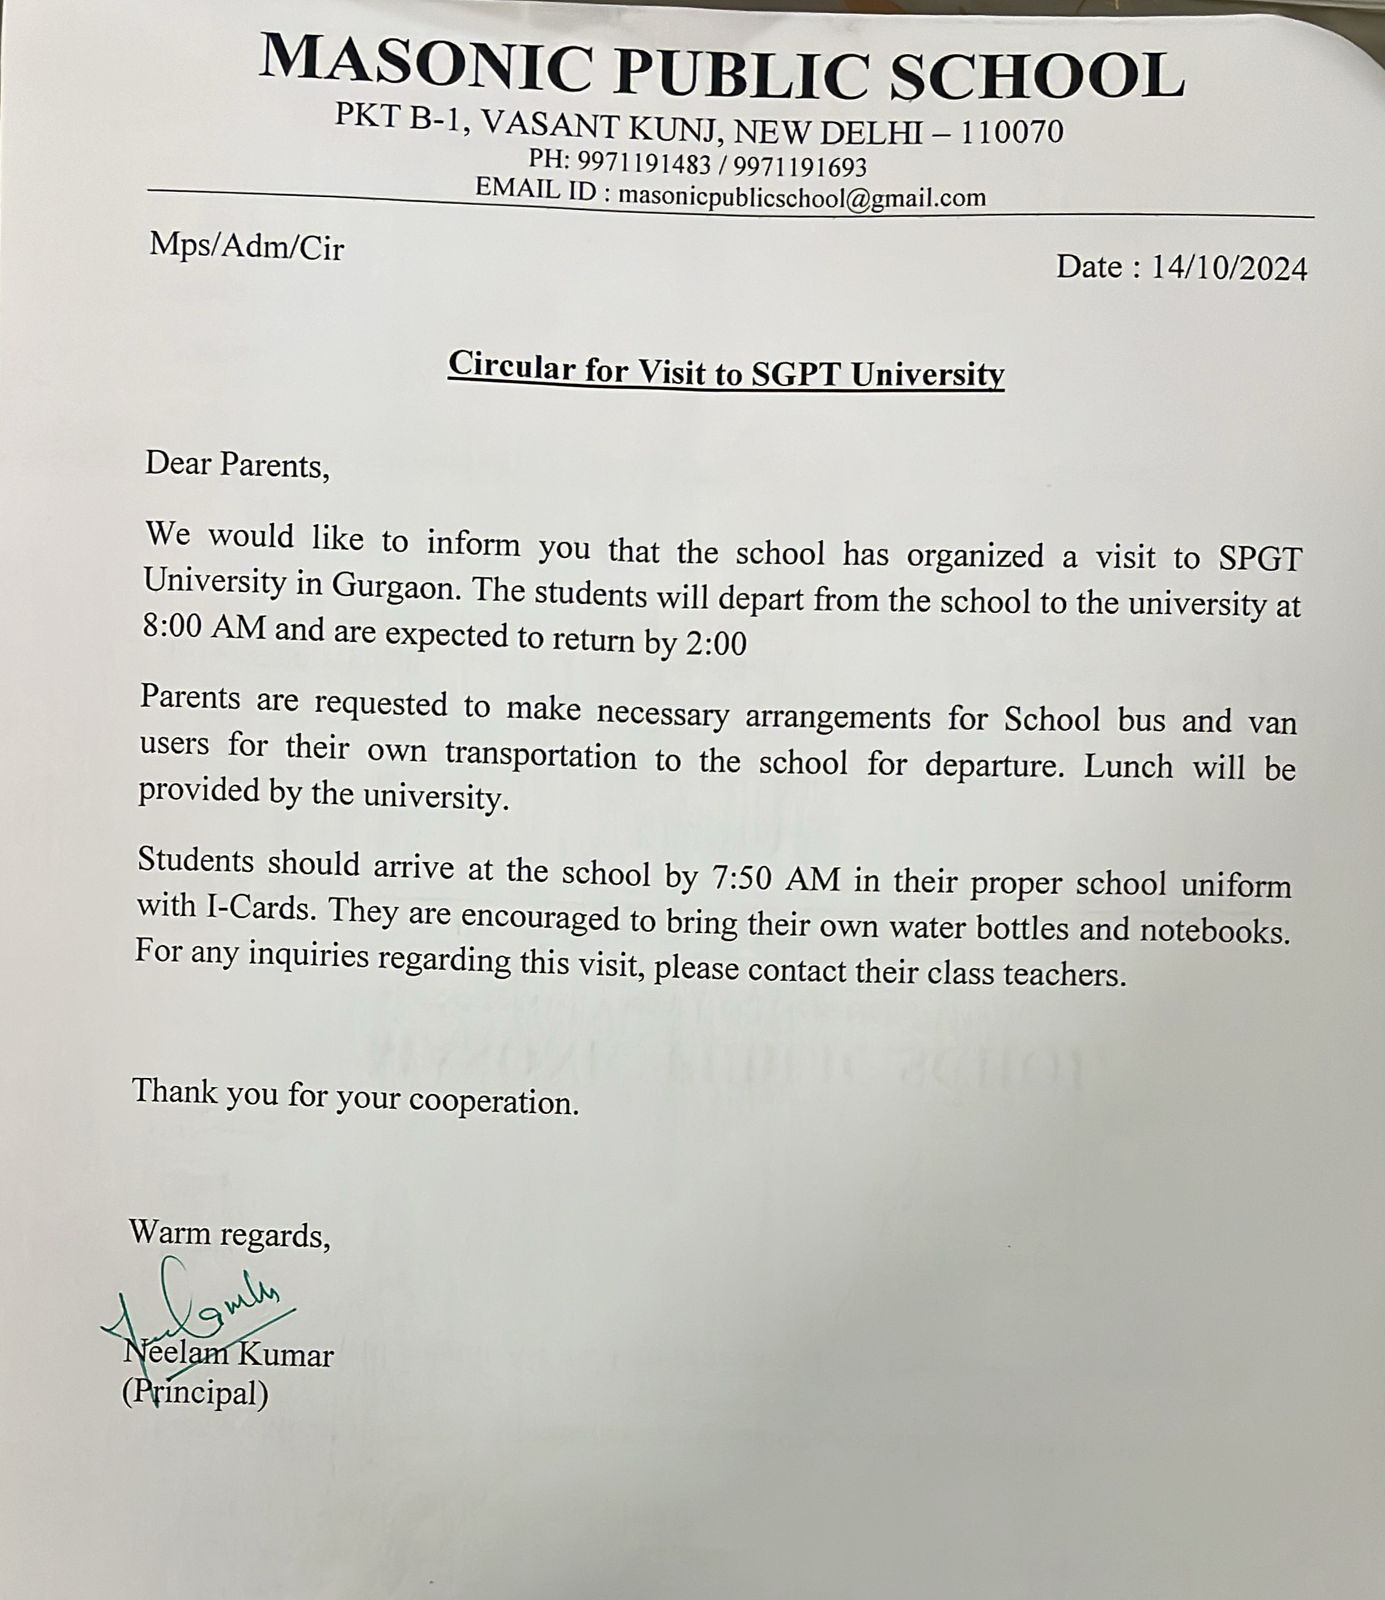 MASONIC PUBLIC SCHOOL
PKT B-1, VASANT KUNJ, NEW DELHI – 110070
PH: 9971191483 / 9971191693
EMAIL ID : masonicpublicschool@gmail.com
Mps/Adm/Cir
Date : 14/10/2024
Circular for Visit to SGPT University
Dear Parents,
We would like to inform you that the school has organized a visit to SPGT
University in Gurgaon. The students will depart from the school to the university at
8:00 AM and are expected to return by 2:00
Parents are requested to make necessary arrangements for School bus and van
users for their own transportation to the school for departure. Lunch will be
provided by the university.
Students should arrive at the school by 7:50 AM in their proper school uniform
with I-Cards. They are encouraged to bring their own water bottles and notebooks.
For any inquiries regarding this visit, please contact their class teachers.
Thank you for your cooperation.
Warm regards,
Neelam Kumar
(Principal)